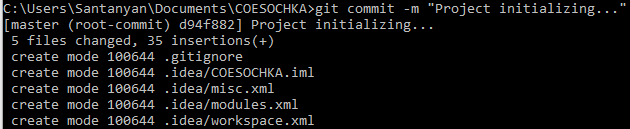 C:\Users\Santanyan\Documents\COESOCHKA>git commit -m "Project initializing..."
[master (root-commit) d94f882] Project initializing...
 5 files changed, 35 insertions(+)
 create mode 100644 .gitignore
 create mode 100644 .idea/COESOCHKA.iml
 create mode 100644 .idea/misc.xml
 create mode 100644 .idea/modules.xml
 create mode 100644 .idea/workspace.xml